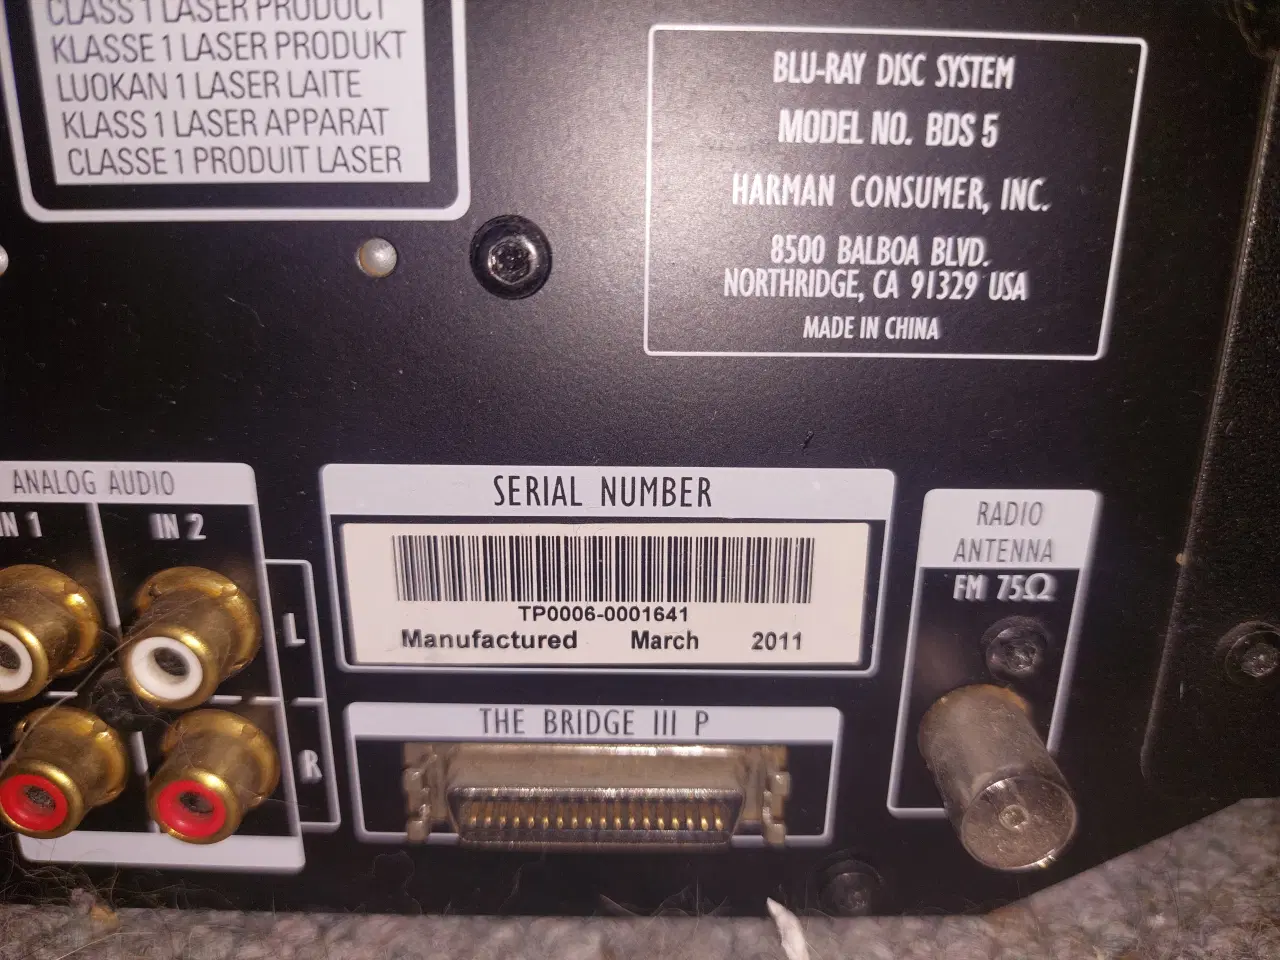 CLASS 1 LASER PRODUCT
KLASSE 1 LASER PRODUKT
LUOKAN 1 LASER LAITE
KLASS 1 LASER APPARAT
CLASSE 1 PRODUIT LASER
BLU-RAY DISC SYSTEM
MODEL NO. BDS 5
HARMAN CONSUMER, INC.
8500 BALBOA BLVD.
NORTHRIDGE, CA 91329 USA
MADE IN CHINA
ANALOG AUDIO
IN 1 IN 2
L
R
SERIAL NUMBER
TP0006-0001641
Manufactured March 2011
THE BRIDGE III P
RADIO
ANTENNA
FM 75Ω